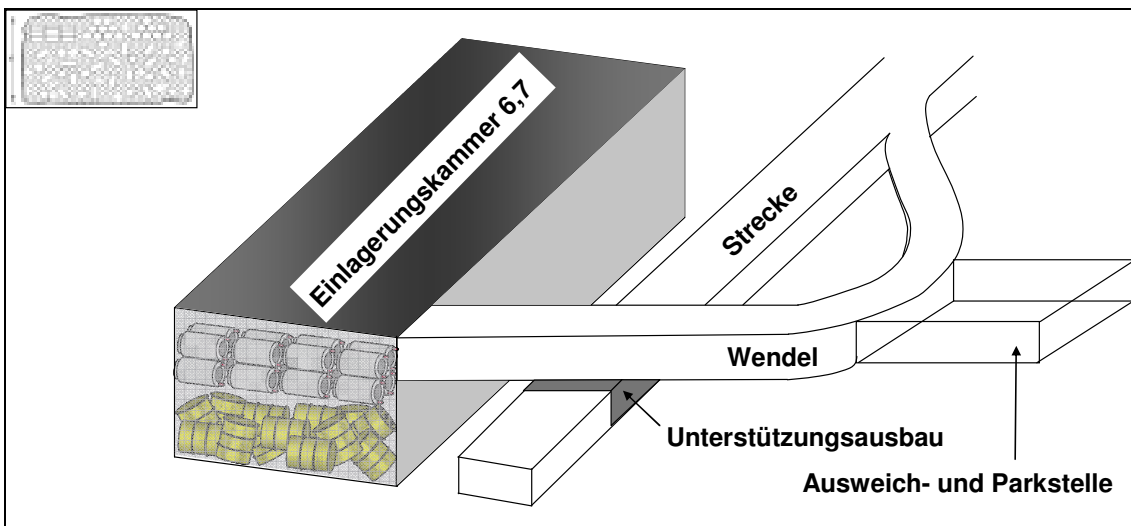 Einlagerungskammer 6,7
Strecke
Wendel
Unterstützungsausbau
Ausweich- und Parkstelle